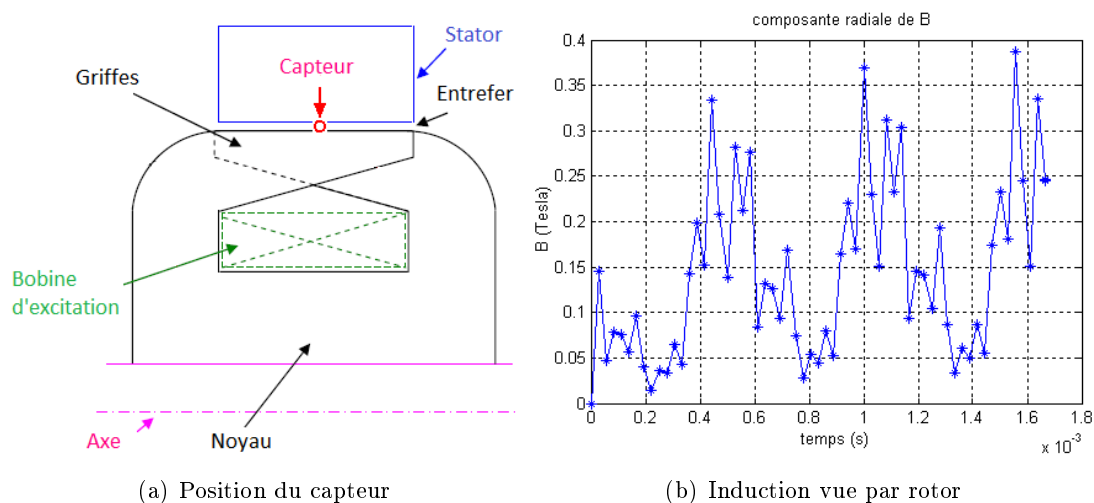 Stator
Capteur
Griffes
Entrefer
Bobine
d'excitation
Axe
Noyau
(a) Position du capteur
composante radiale de B
B (Tesla)
0.4
0.35
0.3
0.25
0.2
0.15
0.1
0.05
0
0 0.2 0.4 0.6 0.8 1 1.2 1.4 1.6 1.8
temps (s)
x 10⁻³
(b) Induction vue par rotor